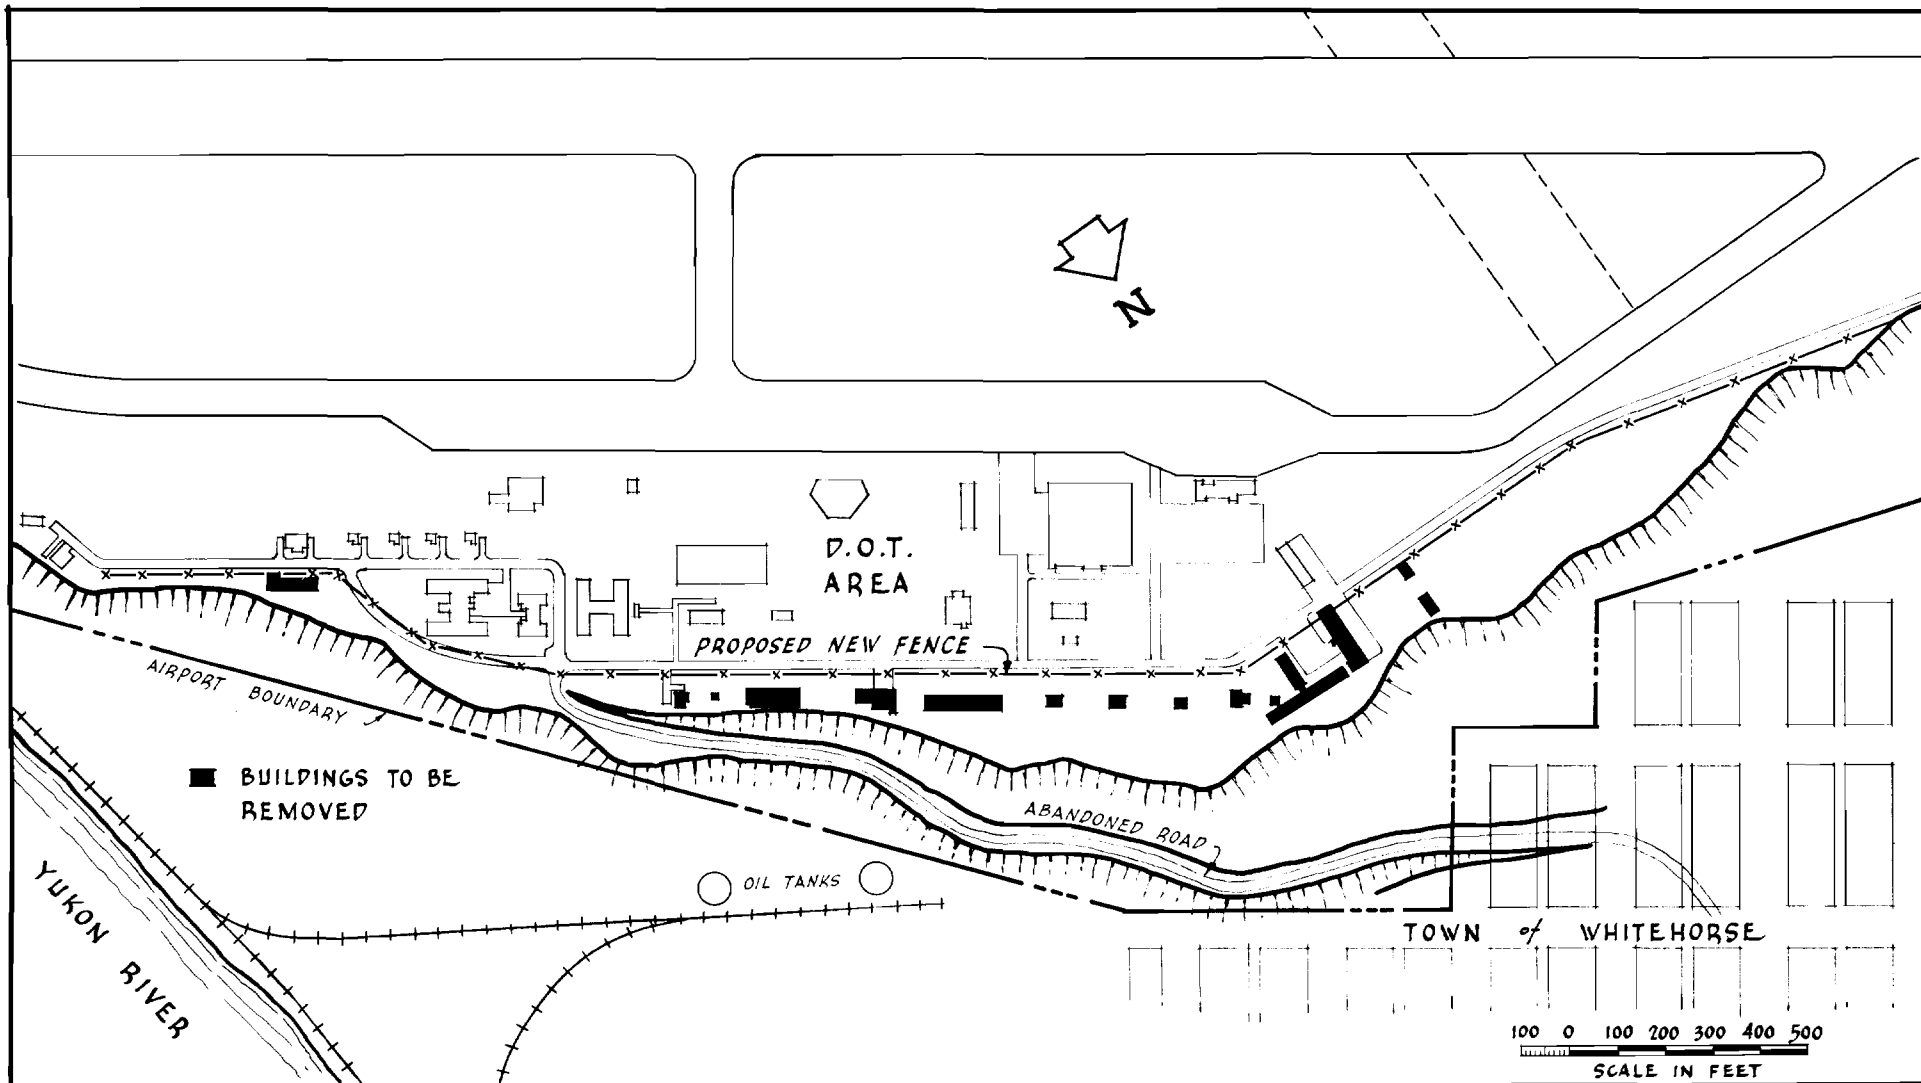 N
D.O.T.
AREA
PROPOSED NEW FENCE
AIRPORT BOUNDARY
BUILDINGS TO BE
REMOVED
ABANDONED ROAD
OIL TANKS
YUKON RIVER
TOWN of WHITEHORSE
100 0 100 200 300 400 500
SCALE IN FEET